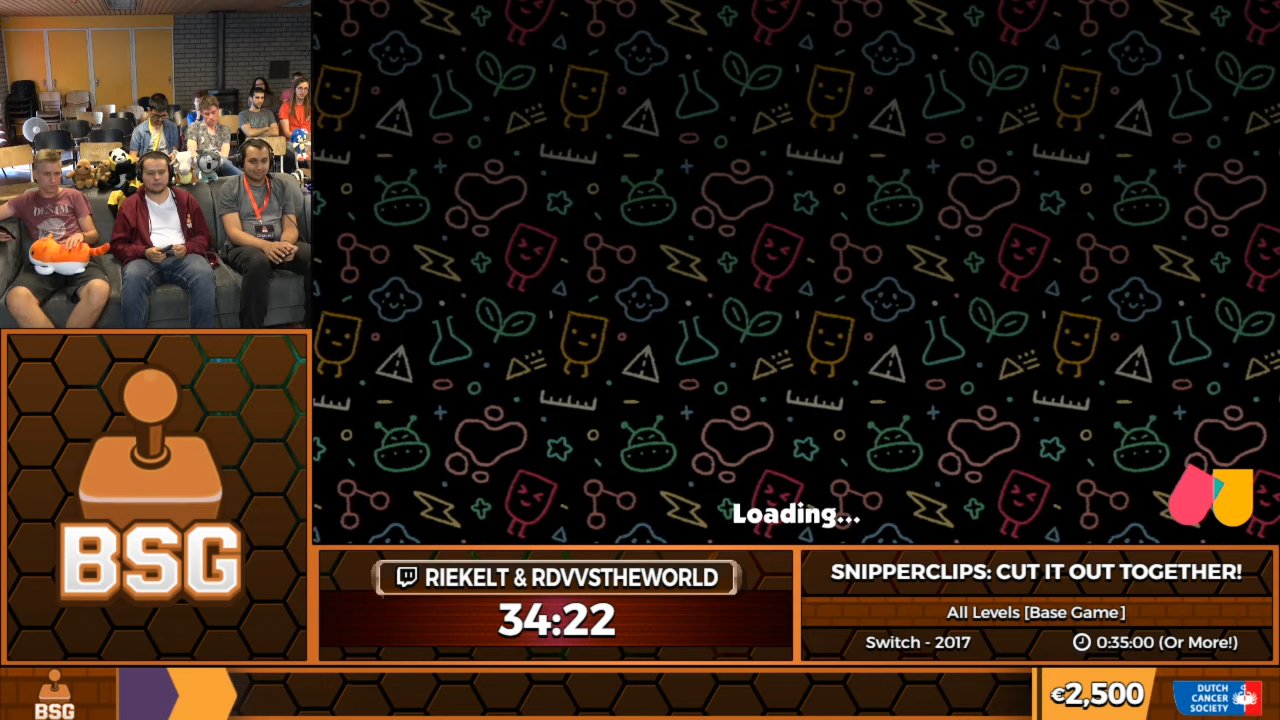 DENIM
Loading...
BSG
RIEKELT & RDVVSTHEWORLD
34:22
SNIPPERCLIPS: CUT IT OUT TOGETHER!
All Levels [Base Game]
Switch - 2017
0:35:00 (Or More!)
BSG
€2,500
DUTCH
CANCER
SOCIETY